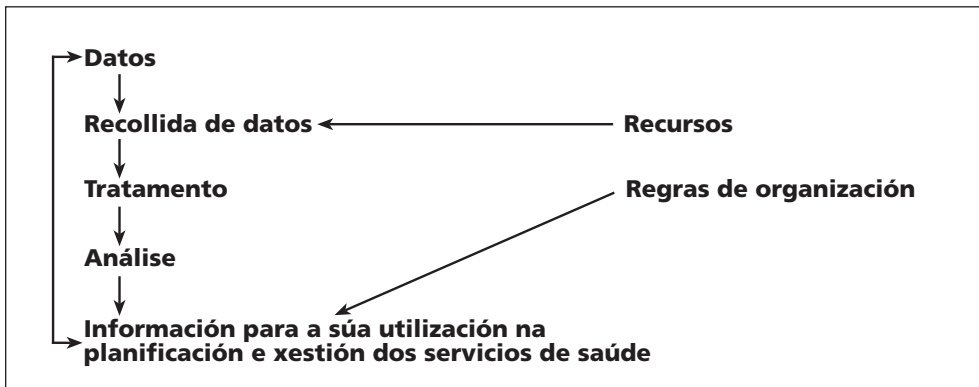 Datos
Recollida de datos
Recursos
Tratamento
Regras de organización
Análise
Información para a súa utilización na
planificación e xestión dos servicios de saúde